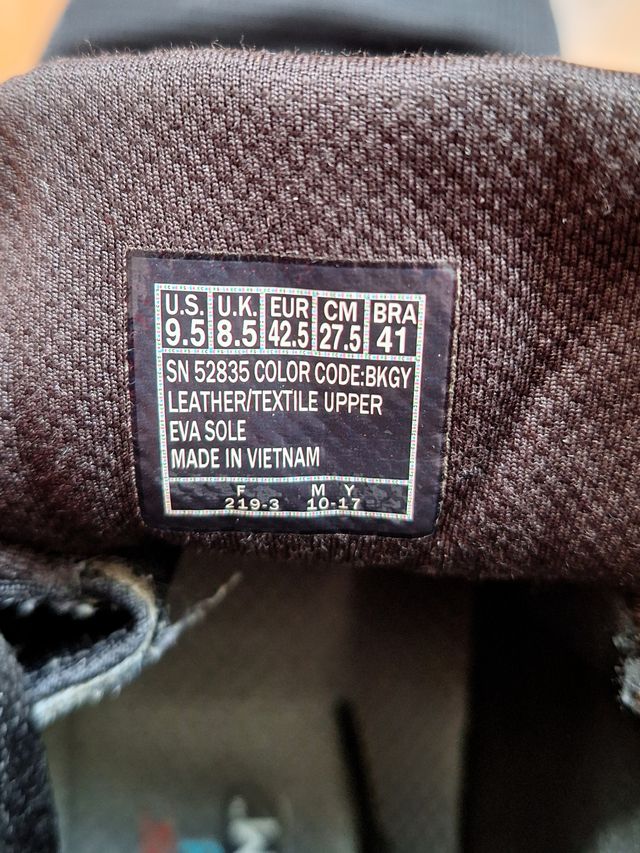 U.S. U.K. EUR CM BRA
9.5 8.5 42.5 27.5 41
SN 52835 COLOR CODE:BKGY
LEATHER/TEXTILE UPPER
EVA SOLE
MADE IN VIETNAM
F M Y
219-3 10-17